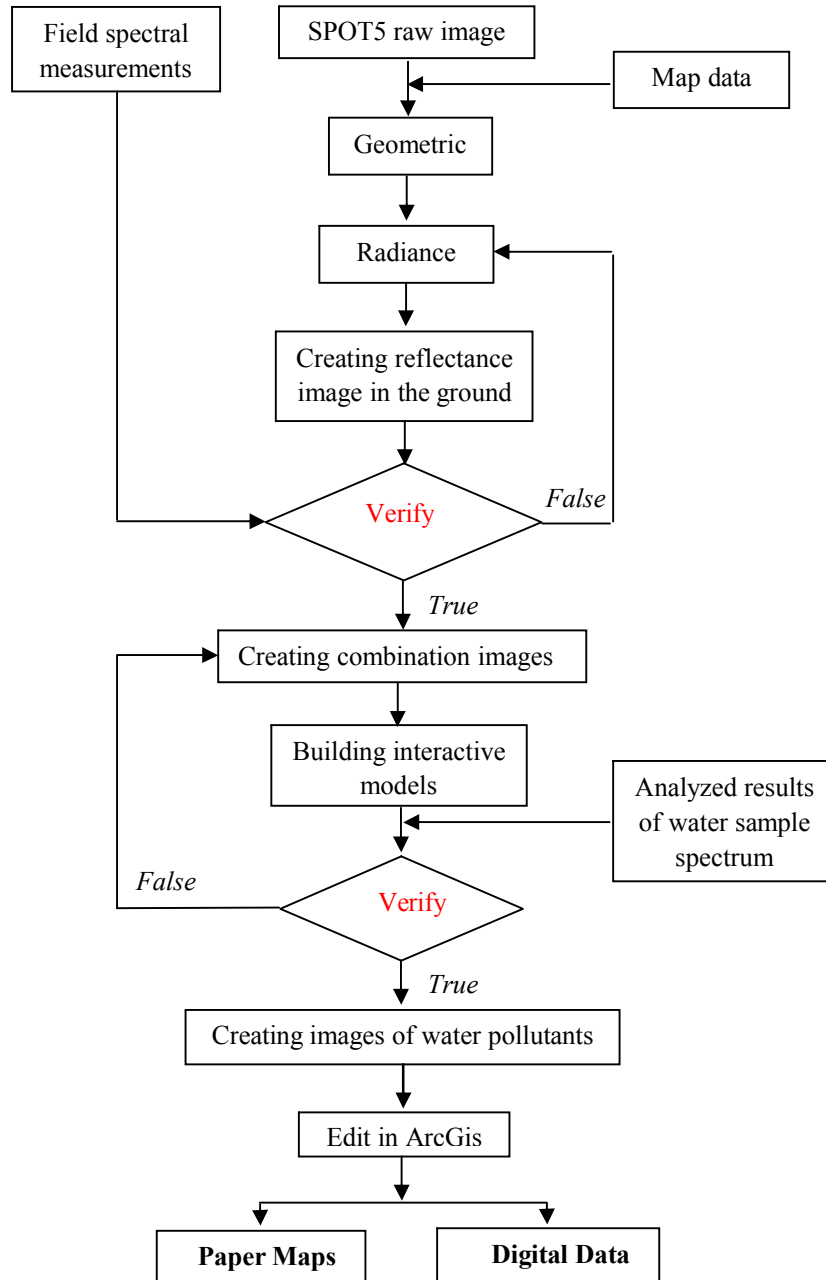 Field spectral
measurements
SPOT5 raw image
Map data
Geometric
Radiance
Creating reflectance
image in the ground
Verify
False
True
Creating combination images
Building interactive
models
Analyzed results
of water sample
spectrum
False
Verify
True
Creating images of water pollutants
Edit in ArcGis
Paper Maps
Digital Data